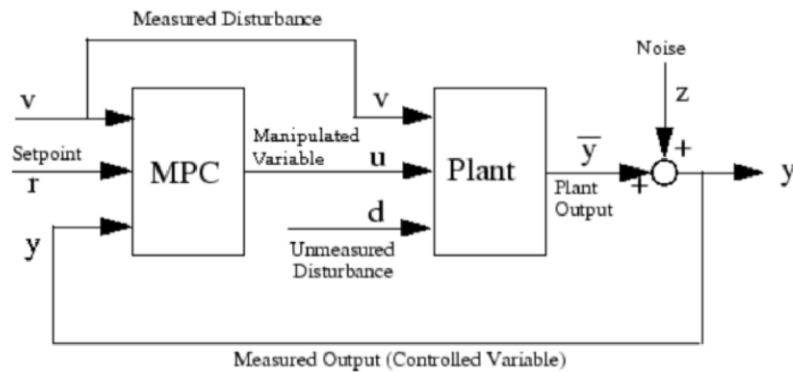 Measured Disturbance
Noise
v
v
z
Setpoint
r
MPC
Manipulated
Variable
u
Plant
y
Plant
Output
+
+
y
y
d
Unmeasured
Disturbance
Measured Output (Controlled Variable)